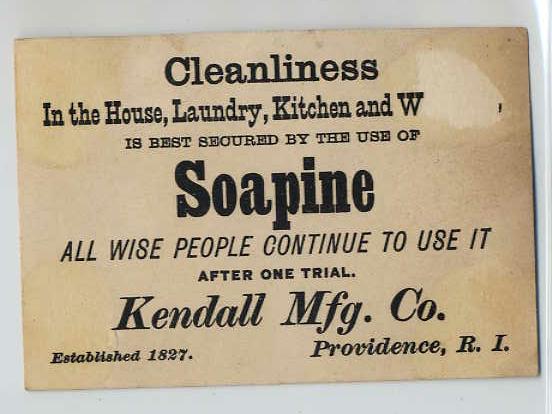 Cleanliness
In the House, Laundry, Kitchen and W ,
IS BEST SECURED BY THE USE OF
Soapine
ALL WISE PEOPLE CONTINUE TO USE IT
AFTER ONE TRIAL.
Kendall Mfg. Co.
Established 1827. Providence, R. I.